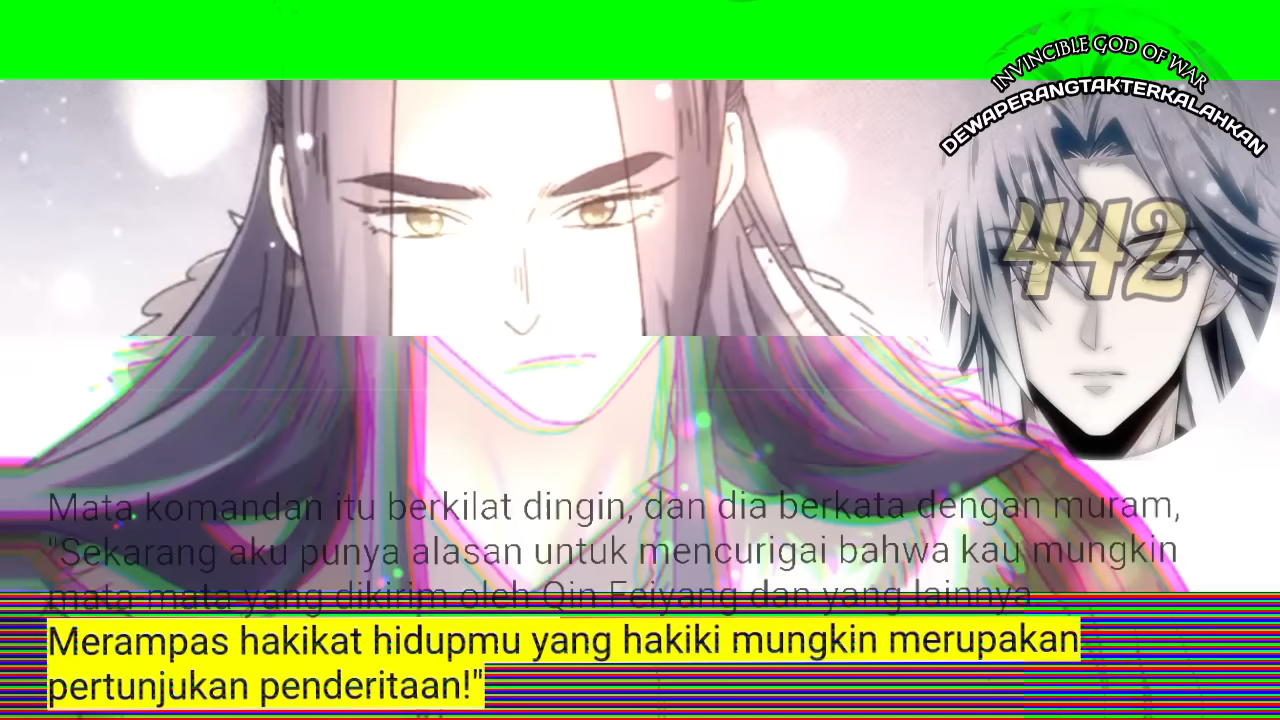 INVINCIBLE GOD OF WAR
DEWAPERANGTAKTERKALAHKAN
442
Mata komandan itu berkilat dingin, dan dia berkata dengan muram,
"Sekarang aku punya alasan untuk mencurigai bahwa kau mungkin
mata-mata yang dikirim oleh Qin Feiyang dan yang lainnya.
Merampas hakikat hidupmu yang hakiki mungkin merupakan
pertunjukan penderitaan!"